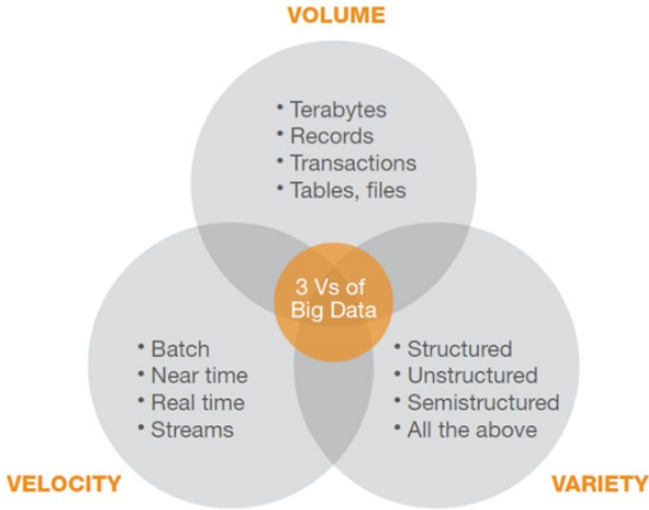 VOLUME
• Terabytes
• Records
• Transactions
• Tables, files
3 Vs of
Big Data
• Batch
• Near time
• Real time
• Streams
• Structured
• Unstructured
• Semistructured
• All the above
VELOCITY
VARIETY